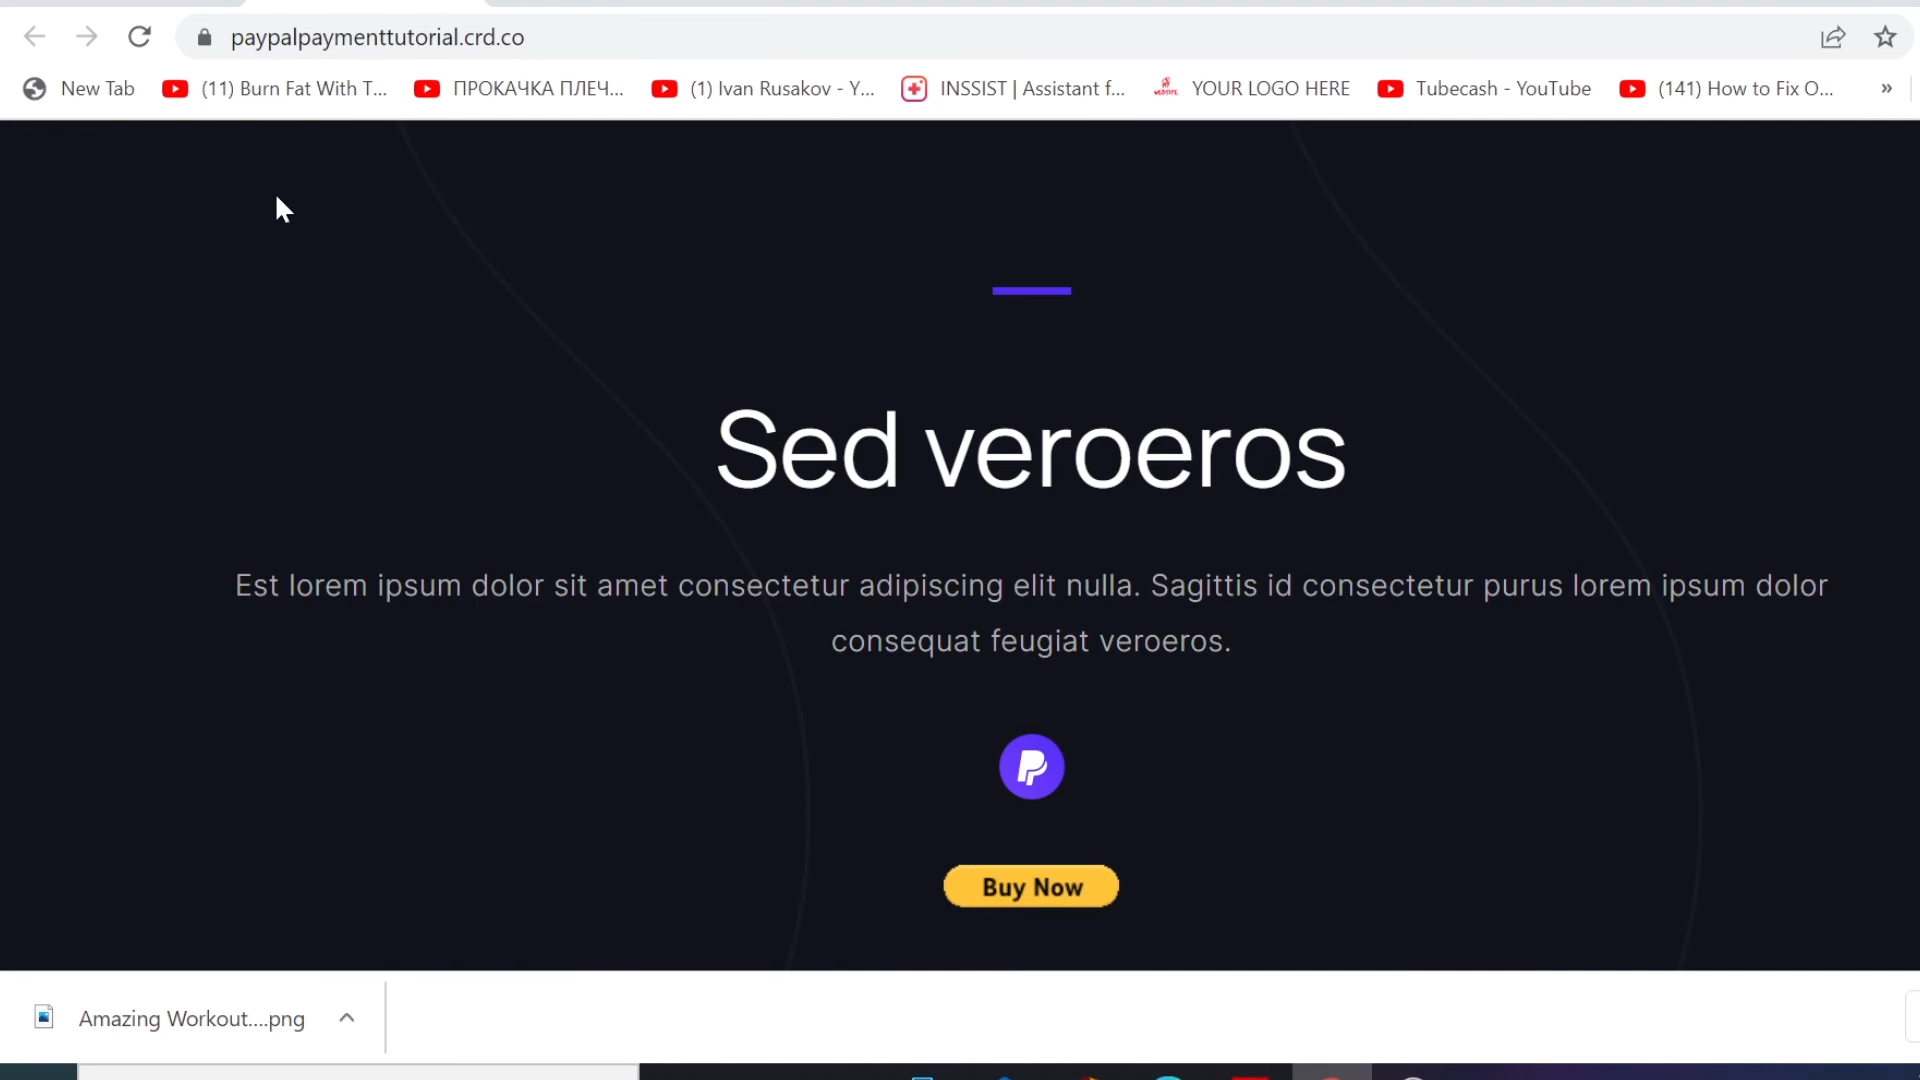 paypalpaymenttutorial.crd.co
New Tab (11) Burn Fat With T... ПРОКАЧКА ПЛЕЧ... (1) Ivan Rusakov - Y... INSSIST | Assistant f... YOUR LOGO HERE Tubecash - YouTube (141) How to Fix O... »
Sed veroeros
Est lorem ipsum dolor sit amet consectetur adipiscing elit nulla. Sagittis id consectetur purus lorem ipsum dolor
consequat feugiat veroeros.
Buy Now
Amazing Workout....png